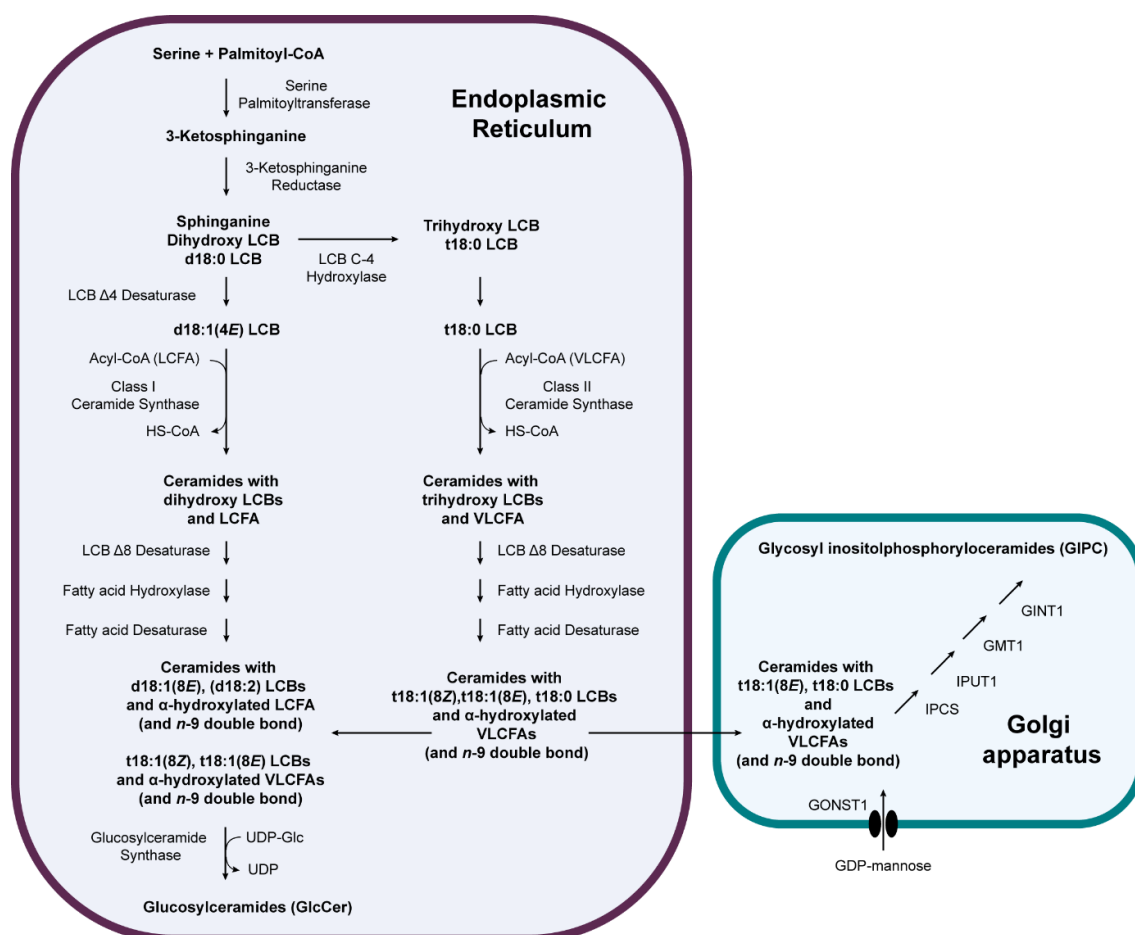 Serine + Palmitoyl-CoA
Serine
Palmitoyltransferase
Endoplasmic
Reticulum
3-Ketosphinganine
3-Ketosphinganine
Reductase
Sphinganine
Dihydroxy LCB
d18:0 LCB
LCB C-4
Hydroxylase
Trihydroxy LCB
t18:0 LCB
LCB Δ4 Desaturase
d18:1(4E) LCB
t18:0 LCB
Acyl-CoA (LCFA)
Class I
Ceramide Synthase
HS-CoA
Acyl-CoA (VLCFA)
Class II
Ceramide Synthase
HS-CoA
Ceramides with
dihydroxy LCBs
and LCFA
Ceramides with
trihydroxy LCBs
and VLCFA
LCB Δ8 Desaturase
LCB Δ8 Desaturase
Fatty acid Hydroxylase
Fatty acid Hydroxylase
Fatty acid Desaturase
Fatty acid Desaturase
Ceramides with
d18:1(8E), (d18:2) LCBs
and α-hydroxylated LCFA
(and n-9 double bond)
t18:1(8Z), t18:1(8E) LCBs
and α-hydroxylated VLCFAs
(and n-9 double bond)
Ceramides with
t18:1(8Z),t18:1(8E), t18:0 LCBs
and α-hydroxylated
VLCFAs
(and n-9 double bond)
Glucosylceramide
Synthase
UDP-Glc
UDP
Glucosylceramides (GlcCer)
Glycosyl inositolphosphoryloceramides (GIPC)
GINT1
GMT1
IPUT1
IPCS
Ceramides with
t18:1(8E), t18:0 LCBs
and
α-hydroxylated
VLCFAs
(and n-9 double bond)
Golgi
apparatus
GONST1
GDP-mannose